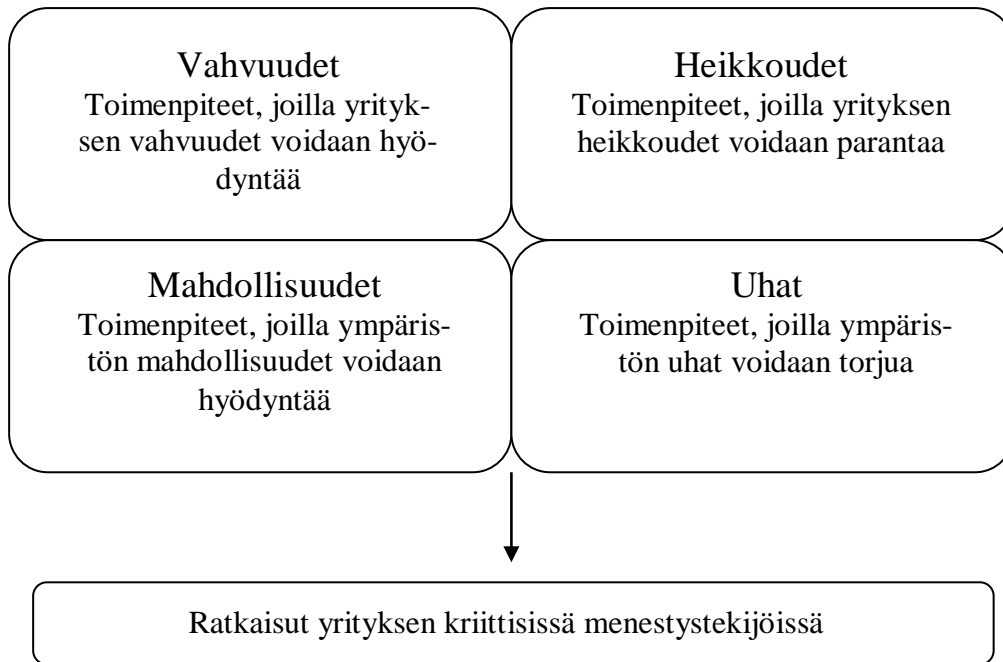 Vahvuudet
Toimenpiteet, joilla yrityk-
sen vahvuudet voidaan hyö-
dyntää
Heikkoudet
Toimenpiteet, joilla yrityksen
heikkoudet voidaan parantaa
Mahdollisuudet
Toimenpiteet, joilla ympäris-
tön mahdollisuudet voidaan
hyödyntää
Uhat
Toimenpiteet, joilla ympäris-
tön uhat voidaan torjua
Ratkaisut yrityksen kriittisissä menestystekijöissä